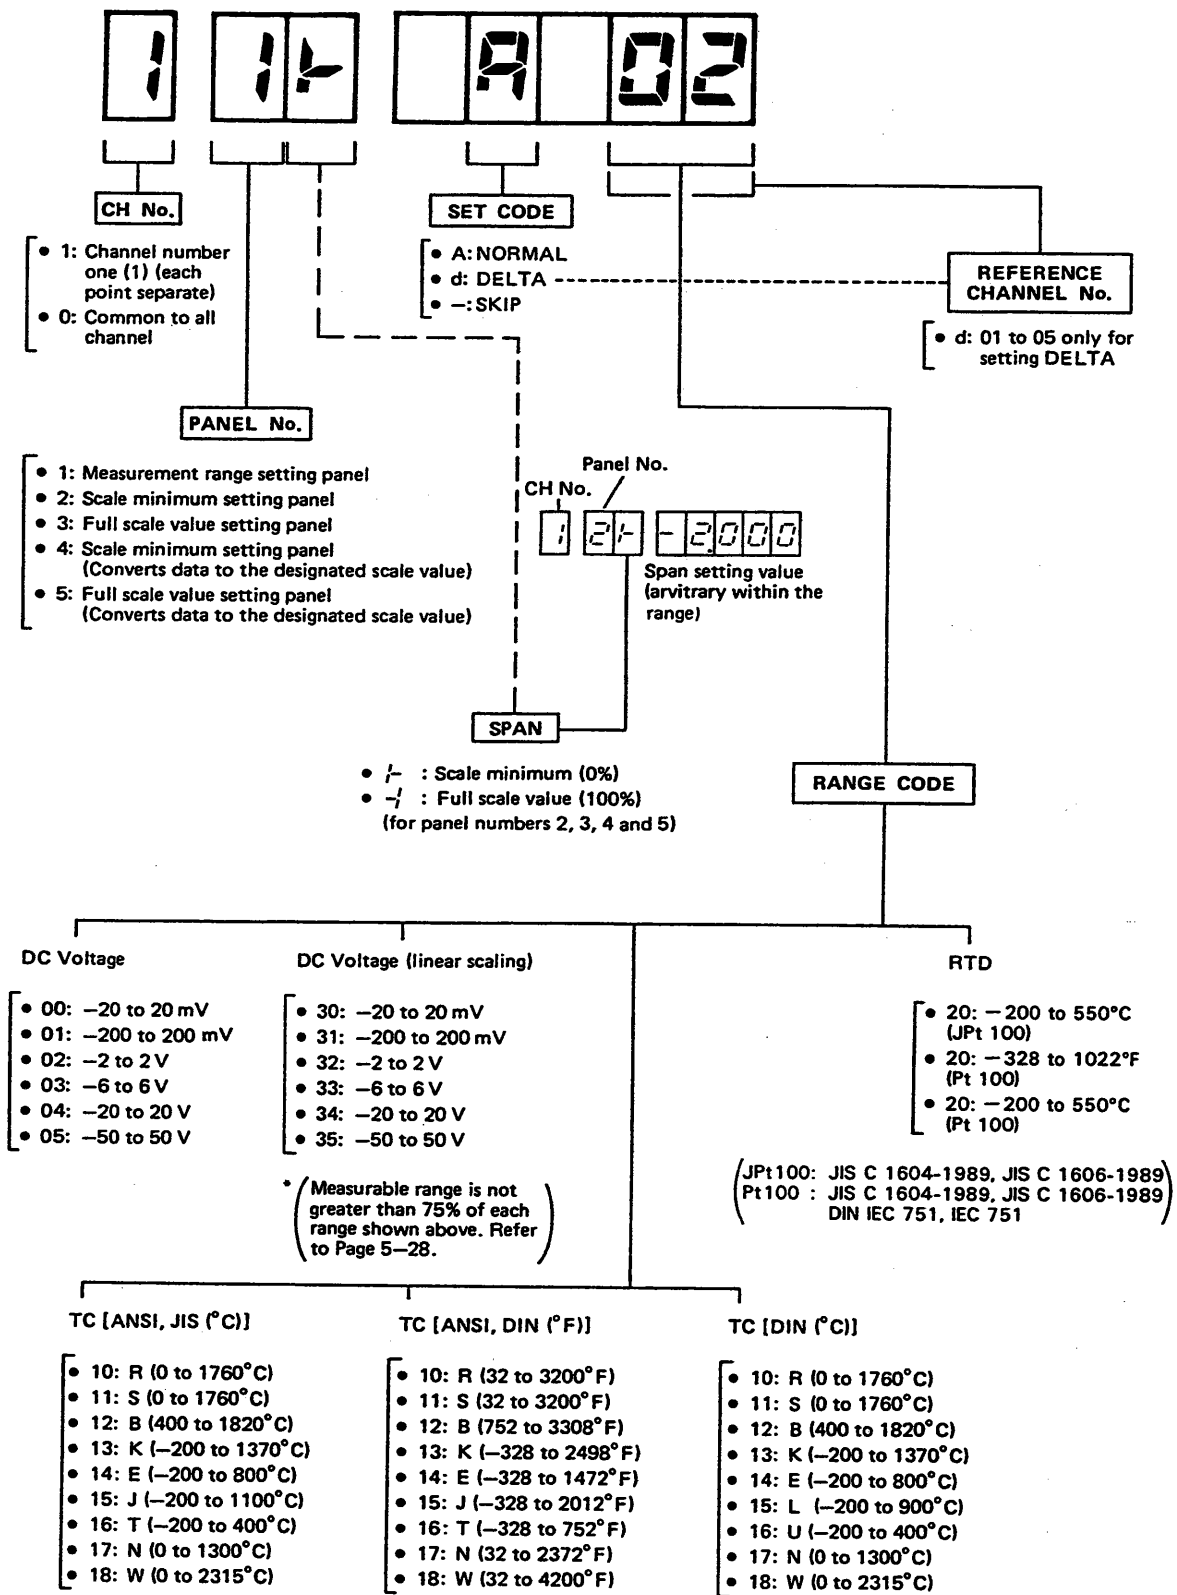 1 1⊢ A 02
CH No.
• 1: Channel number
one (1) (each
point separate)
• 0: Common to all
channel
SET CODE
• A: NORMAL
• d: DELTA
• –: SKIP
REFERENCE
CHANNEL No.
• d: 01 to 05 only for
setting DELTA
PANEL No.
• 1: Measurement range setting panel
• 2: Scale minimum setting panel
• 3: Full scale value setting panel
• 4: Scale minimum setting panel
(Converts data to the designated scale value)
• 5: Full scale value setting panel
(Converts data to the designated scale value)
Panel No.
CH No.
1 2⊢ -2.000
Span setting value
(arvitrary within the
range)
SPAN
• ⊢ : Scale minimum (0%)
• ⊣ : Full scale value (100%)
(for panel numbers 2, 3, 4 and 5)
RANGE CODE
DC Voltage
• 00: –20 to 20 mV
• 01: –200 to 200 mV
• 02: –2 to 2 V
• 03: –6 to 6 V
• 04: –20 to 20 V
• 05: –50 to 50 V
DC Voltage (linear scaling)
• 30: –20 to 20 mV
• 31: –200 to 200 mV
• 32: –2 to 2 V
• 33: –6 to 6 V
• 34: –20 to 20 V
• 35: –50 to 50 V
* (Measurable range is not
greater than 75% of each
range shown above. Refer
to Page 5–28.)
RTD
• 20: –200 to 550°C
(JPt 100)
• 20: –328 to 1022°F
(Pt 100)
• 20: –200 to 550°C
(Pt 100)
(JPt100: JIS C 1604-1989, JIS C 1606-1989
Pt100 : JIS C 1604-1989, JIS C 1606-1989
DIN IEC 751, IEC 751)
TC [ANSI, JIS (°C)]
• 10: R (0 to 1760°C)
• 11: S (0 to 1760°C)
• 12: B (400 to 1820°C)
• 13: K (–200 to 1370°C)
• 14: E (–200 to 800°C)
• 15: J (–200 to 1100°C)
• 16: T (–200 to 400°C)
• 17: N (0 to 1300°C)
• 18: W (0 to 2315°C)
TC [ANSI, DIN (°F)]
• 10: R (32 to 3200°F)
• 11: S (32 to 3200°F)
• 12: B (752 to 3308°F)
• 13: K (–328 to 2498°F)
• 14: E (–328 to 1472°F)
• 15: J (–328 to 2012°F)
• 16: T (–328 to 752°F)
• 17: N (32 to 2372°F)
• 18: W (32 to 4200°F)
TC [DIN (°C)]
• 10: R (0 to 1760°C)
• 11: S (0 to 1760°C)
• 12: B (400 to 1820°C)
• 13: K (–200 to 1370°C)
• 14: E (–200 to 800°C)
• 15: L (–200 to 900°C)
• 16: U (–200 to 400°C)
• 17: N (0 to 1300°C)
• 18: W (0 to 2315°C)